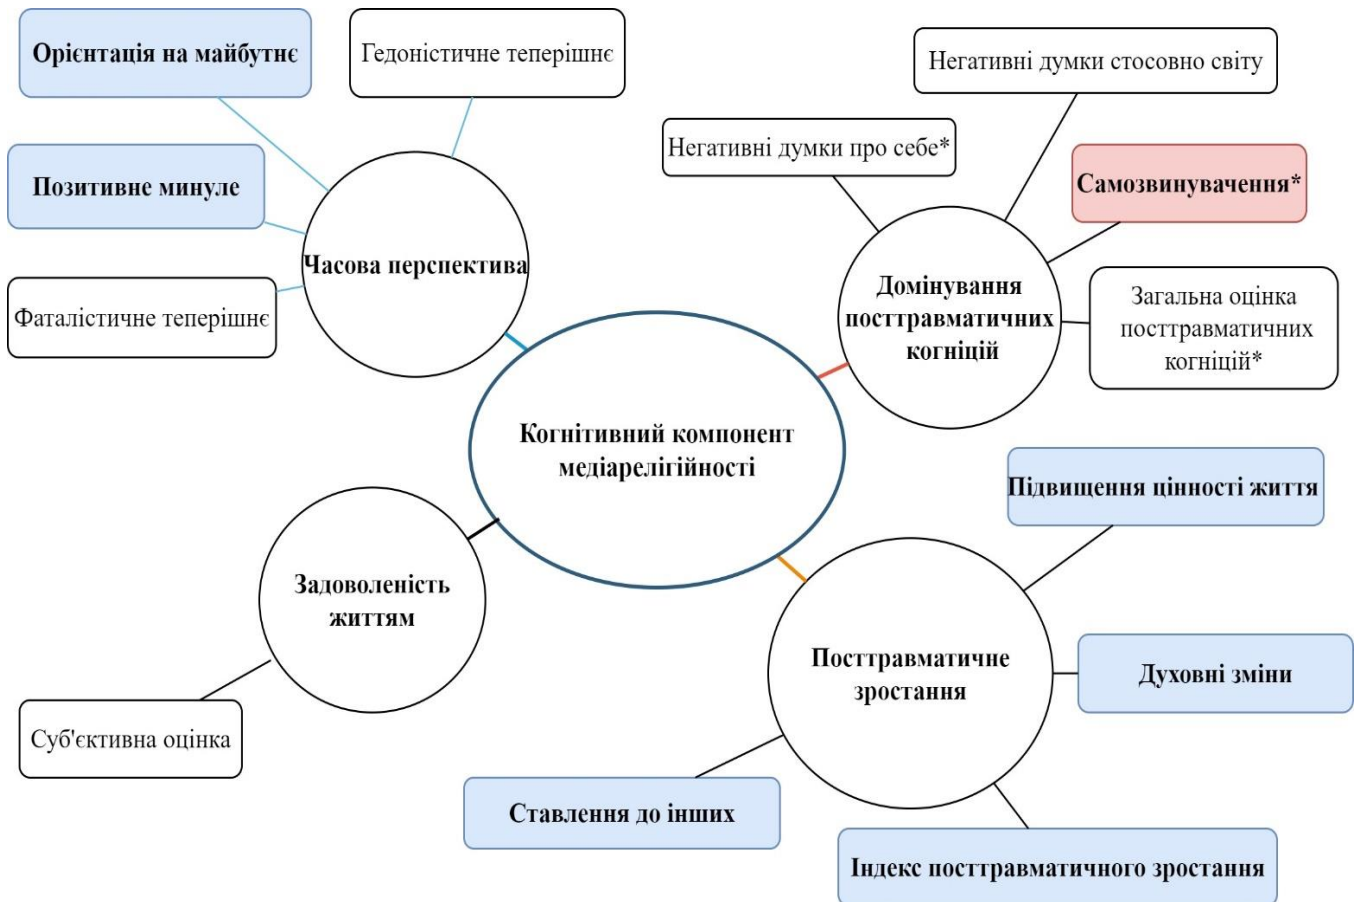 Орієнтація на майбутнє
Гедоністичне теперішнє
Позитивне минуле
Фаталістичне теперішнє
Часова перспектива
Негативні думки стосовно світу
Негативні думки про себе*
Самозвинувачення*
Загальна оцінка
посттравматичних
когніцій*
Домінування
посттравматичних
когніцій
Когнітивний компонент
медіарелігійності
Задоволеність
життям
Суб'єктивна оцінка
Посттравматичне
зростання
Підвищення цінності життя
Духовні зміни
Ставлення до інших
Індекс посттравматичного зростання